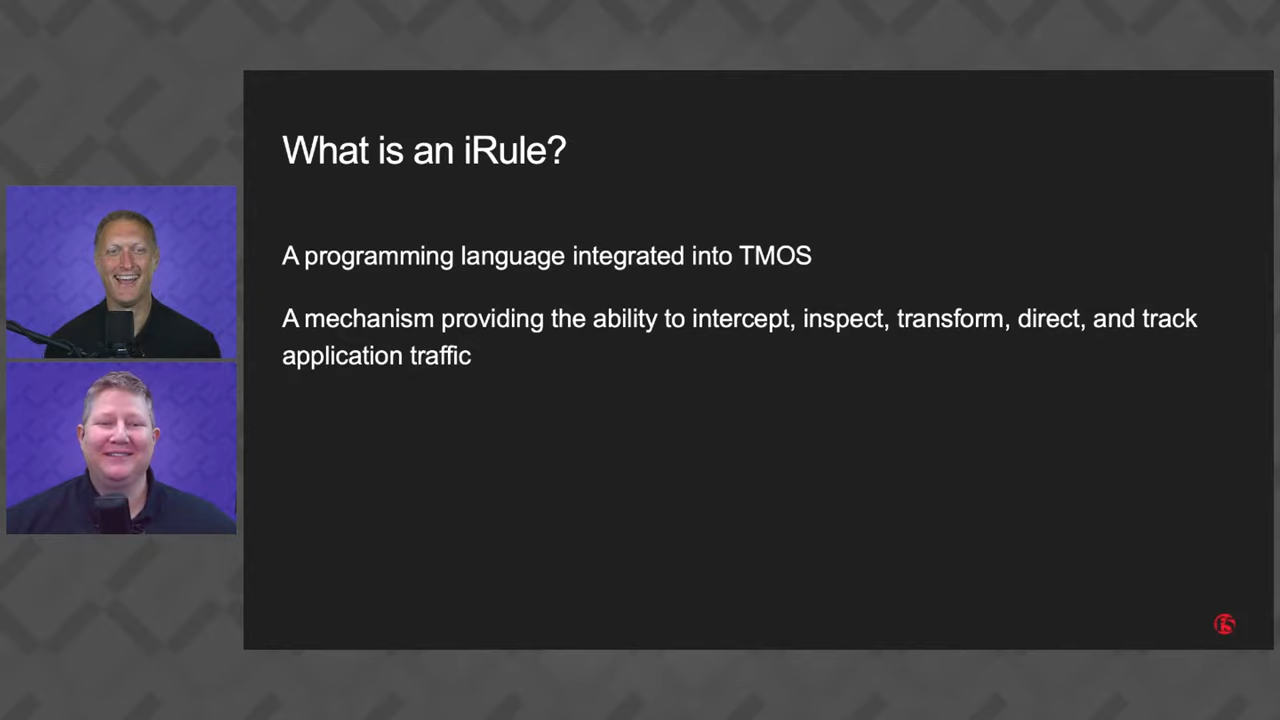 What is an iRule?
A programming language integrated into TMOS
A mechanism providing the ability to intercept, inspect, transform, direct, and track
application traffic
f5